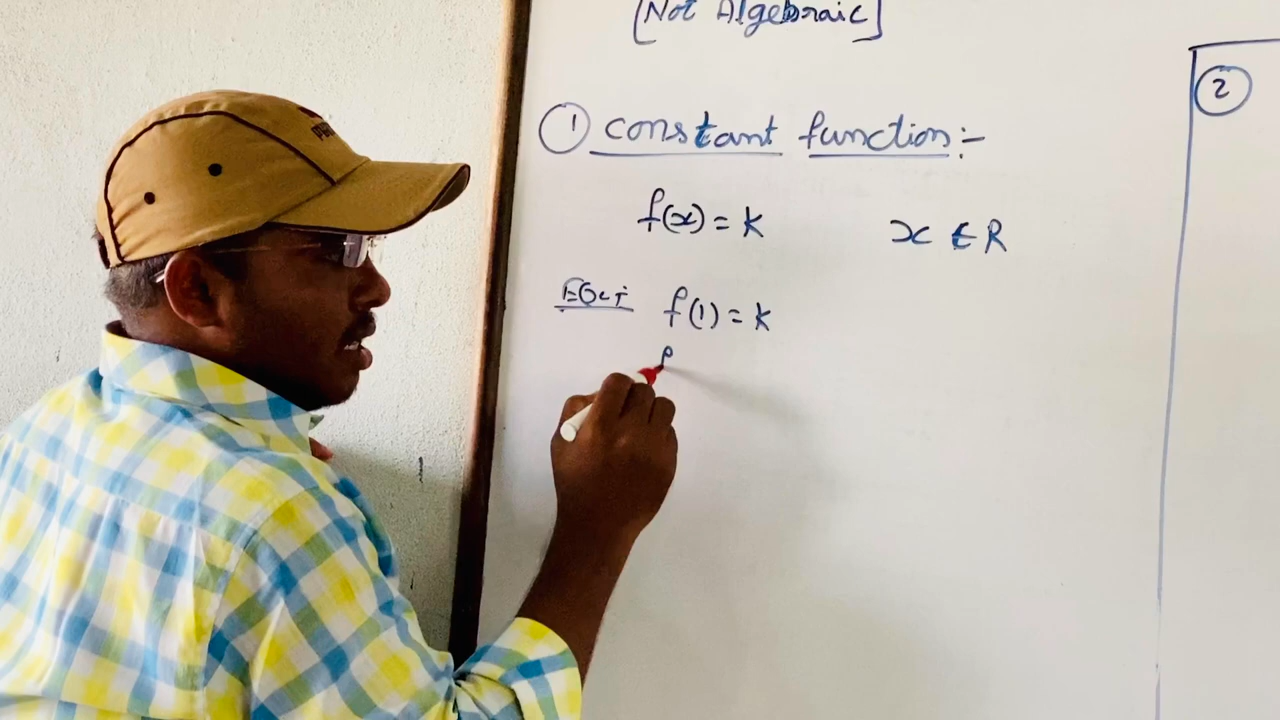 [Not Algebraic]
① constant function:-
f(x) = k x ∈ R
f(1) = k
f
②